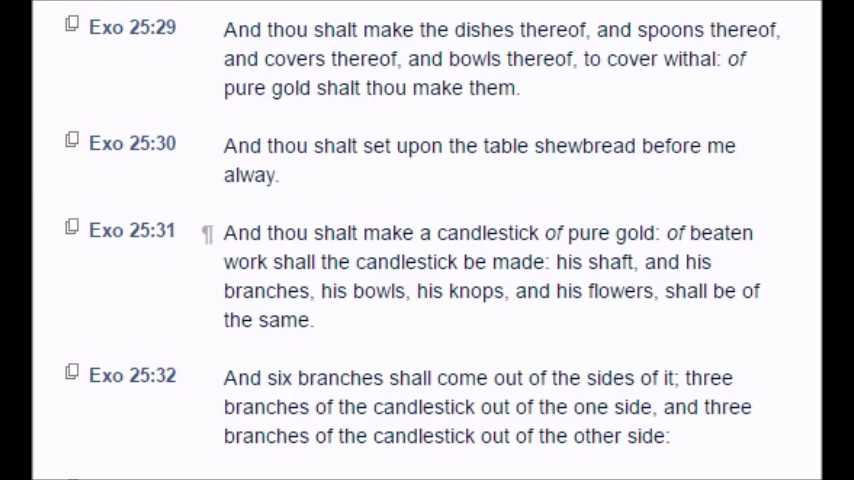 Exo 25:29 And thou shalt make the dishes thereof, and spoons thereof,
and covers thereof, and bowls thereof, to cover withal: of
pure gold shalt thou make them.
Exo 25:30 And thou shalt set upon the table shewbread before me
alway.
Exo 25:31 ¶ And thou shalt make a candlestick of pure gold: of beaten
work shall the candlestick be made: his shaft, and his
branches, his bowls, his knops, and his flowers, shall be of
the same.
Exo 25:32 And six branches shall come out of the sides of it; three
branches of the candlestick out of the one side, and three
branches of the candlestick out of the other side: